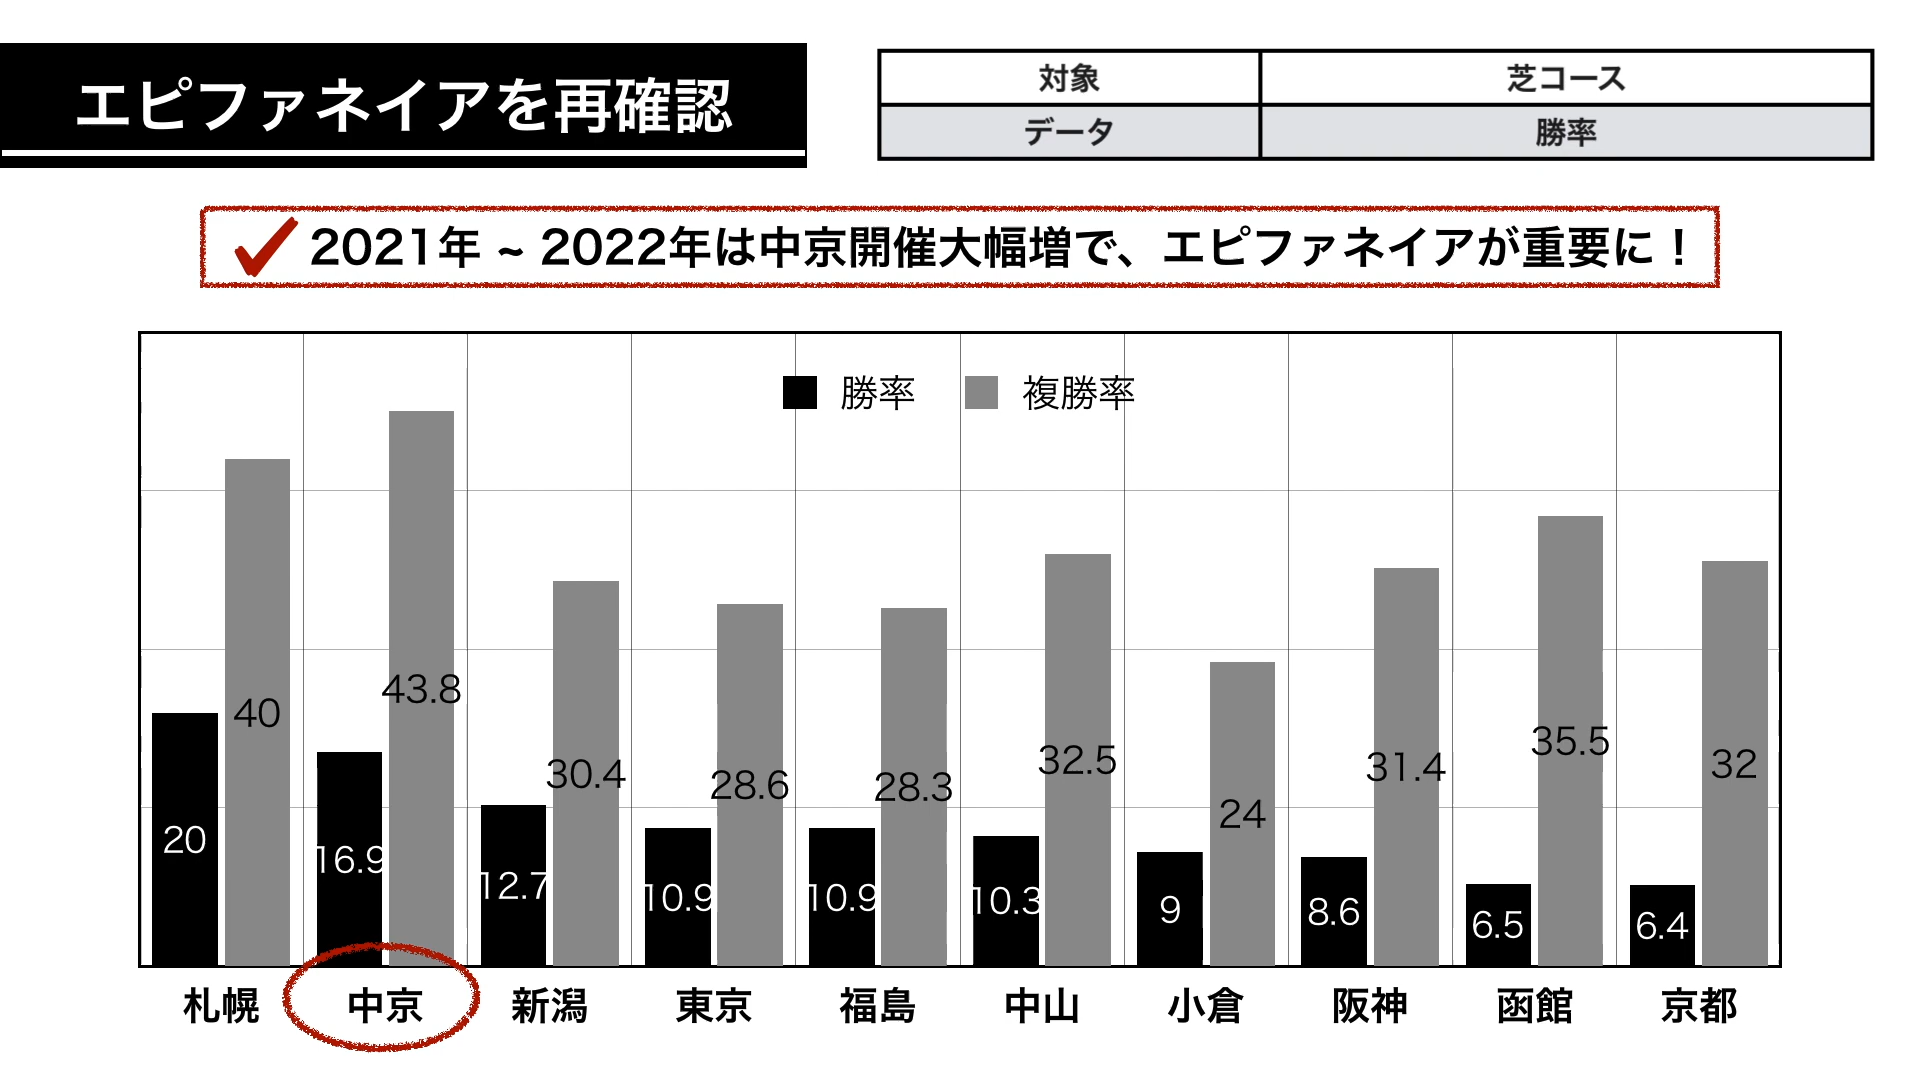 エピファネイアを再確認
対象 芝コース
データ 勝率
2021年 ~ 2022年は中京開催大幅増で、エピファネイアが重要に！
勝率 複勝率
20 40 16.9 43.8 12.7 30.4 10.9 28.6 10.9 28.3 10.3 32.5 9 24 8.6 31.4 6.5 35.5 6.4 32
札幌 中京 新潟 東京 福島 中山 小倉 阪神 函館 京都